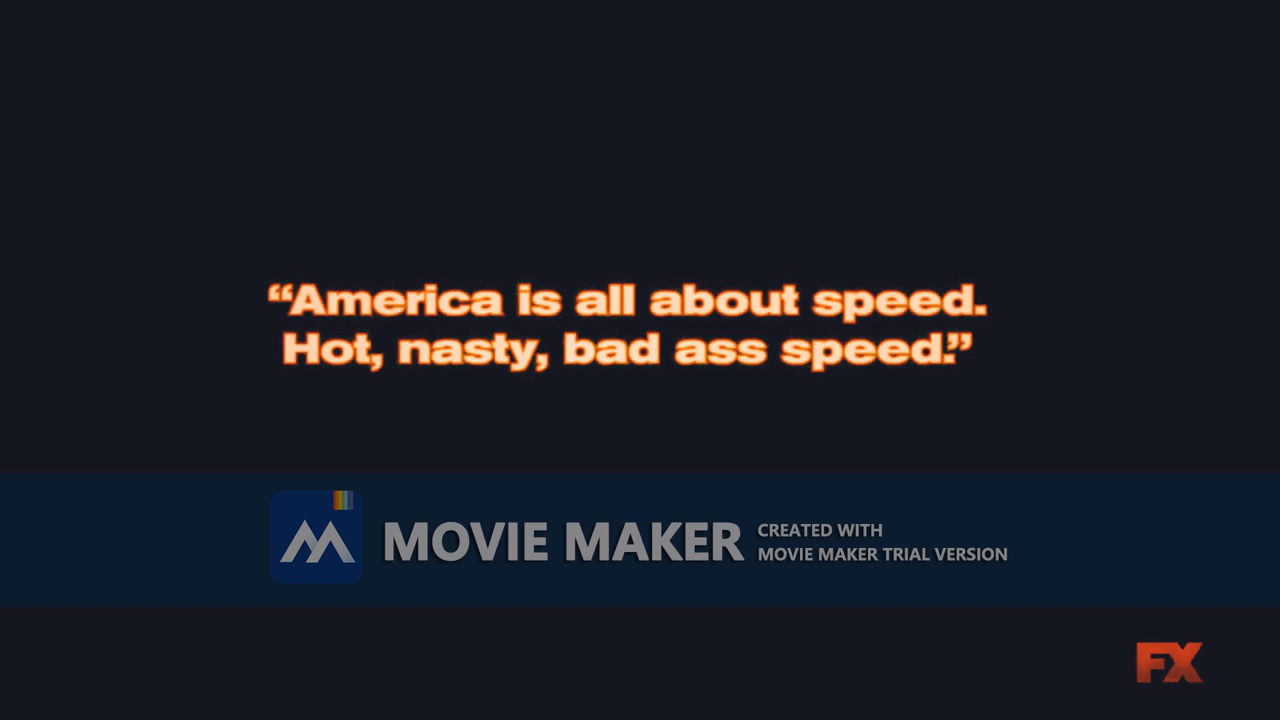 “America is all about speed.
Hot, nasty, bad ass speed.”
MOVIE MAKER
CREATED WITH
MOVIE MAKER TRIAL VERSION
FX